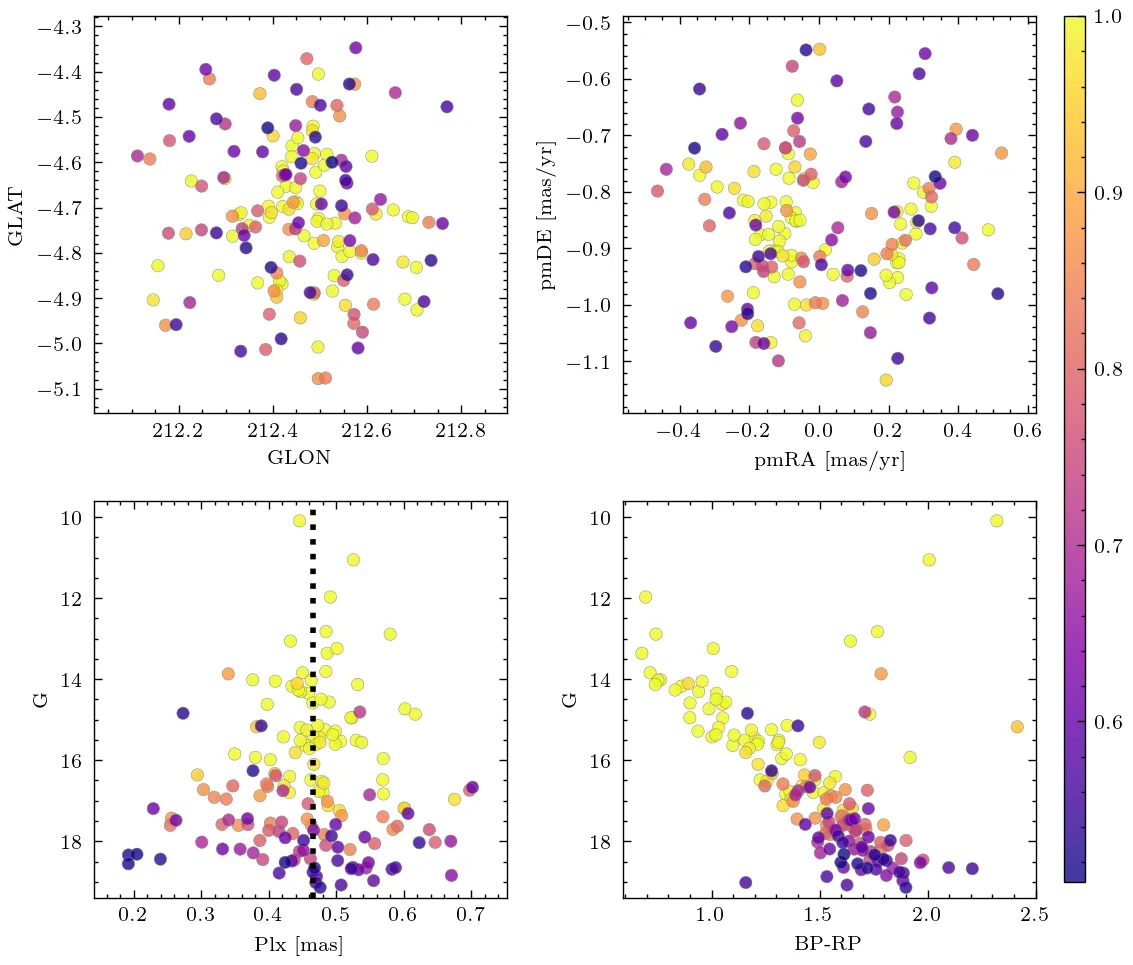 −4.3
−4.4
−4.5
−4.6
−4.7
−4.8
−4.9
−5.0
−5.1
GLAT
212.2 212.4 212.6 212.8
GLON
−0.5
−0.6
−0.7
−0.8
−0.9
−1.0
−1.1
pmDE [mas/yr]
−0.4 −0.2 0.0 0.2 0.4 0.6
pmRA [mas/yr]
10
12
14
16
18
G
0.2 0.3 0.4 0.5 0.6 0.7
Plx [mas]
10
12
14
16
18
G
1.0 1.5 2.0 2.5
BP-RP
1.0
0.9
0.8
0.7
0.6